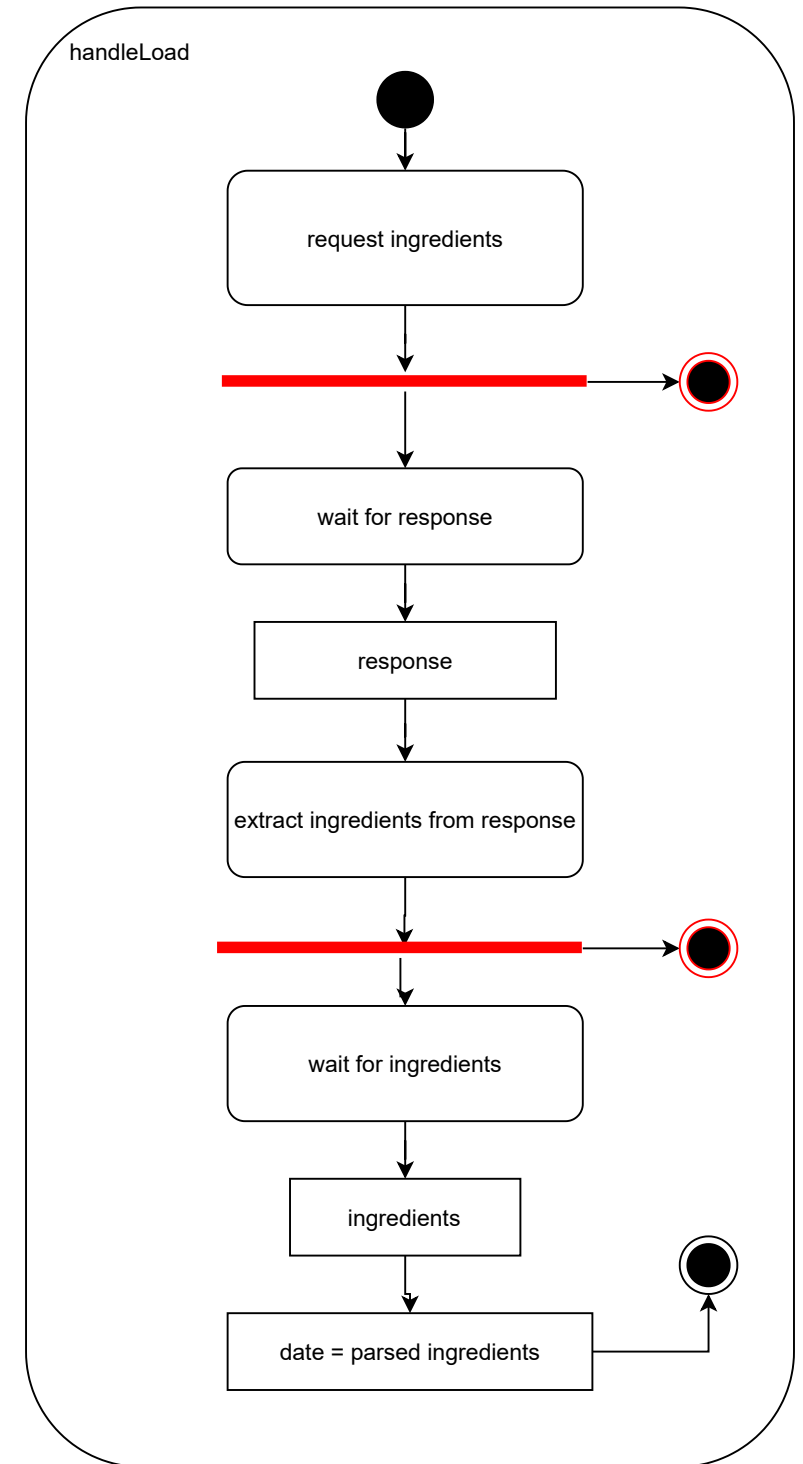 handleLoad
request ingredients
wait for response
response
extract ingredients from response
wait for ingredients
ingredients
date = parsed ingredients